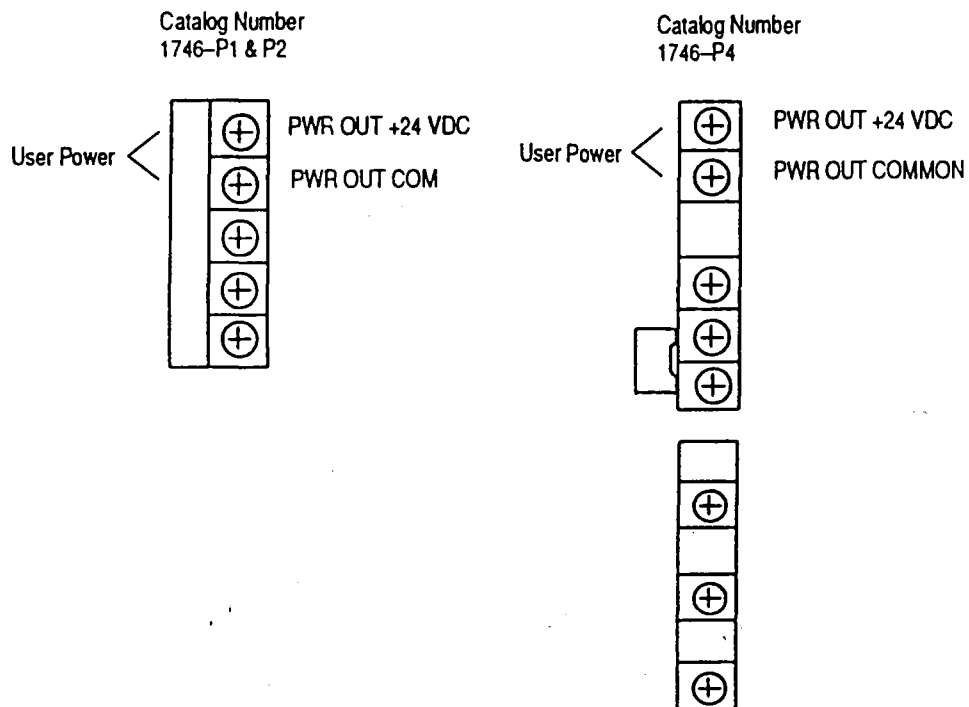 Catalog Number
1746–P1 & P2
User Power
PWR OUT +24 VDC
PWR OUT COM
Catalog Number
1746–P4
User Power
PWR OUT +24 VDC
PWR OUT COMMON